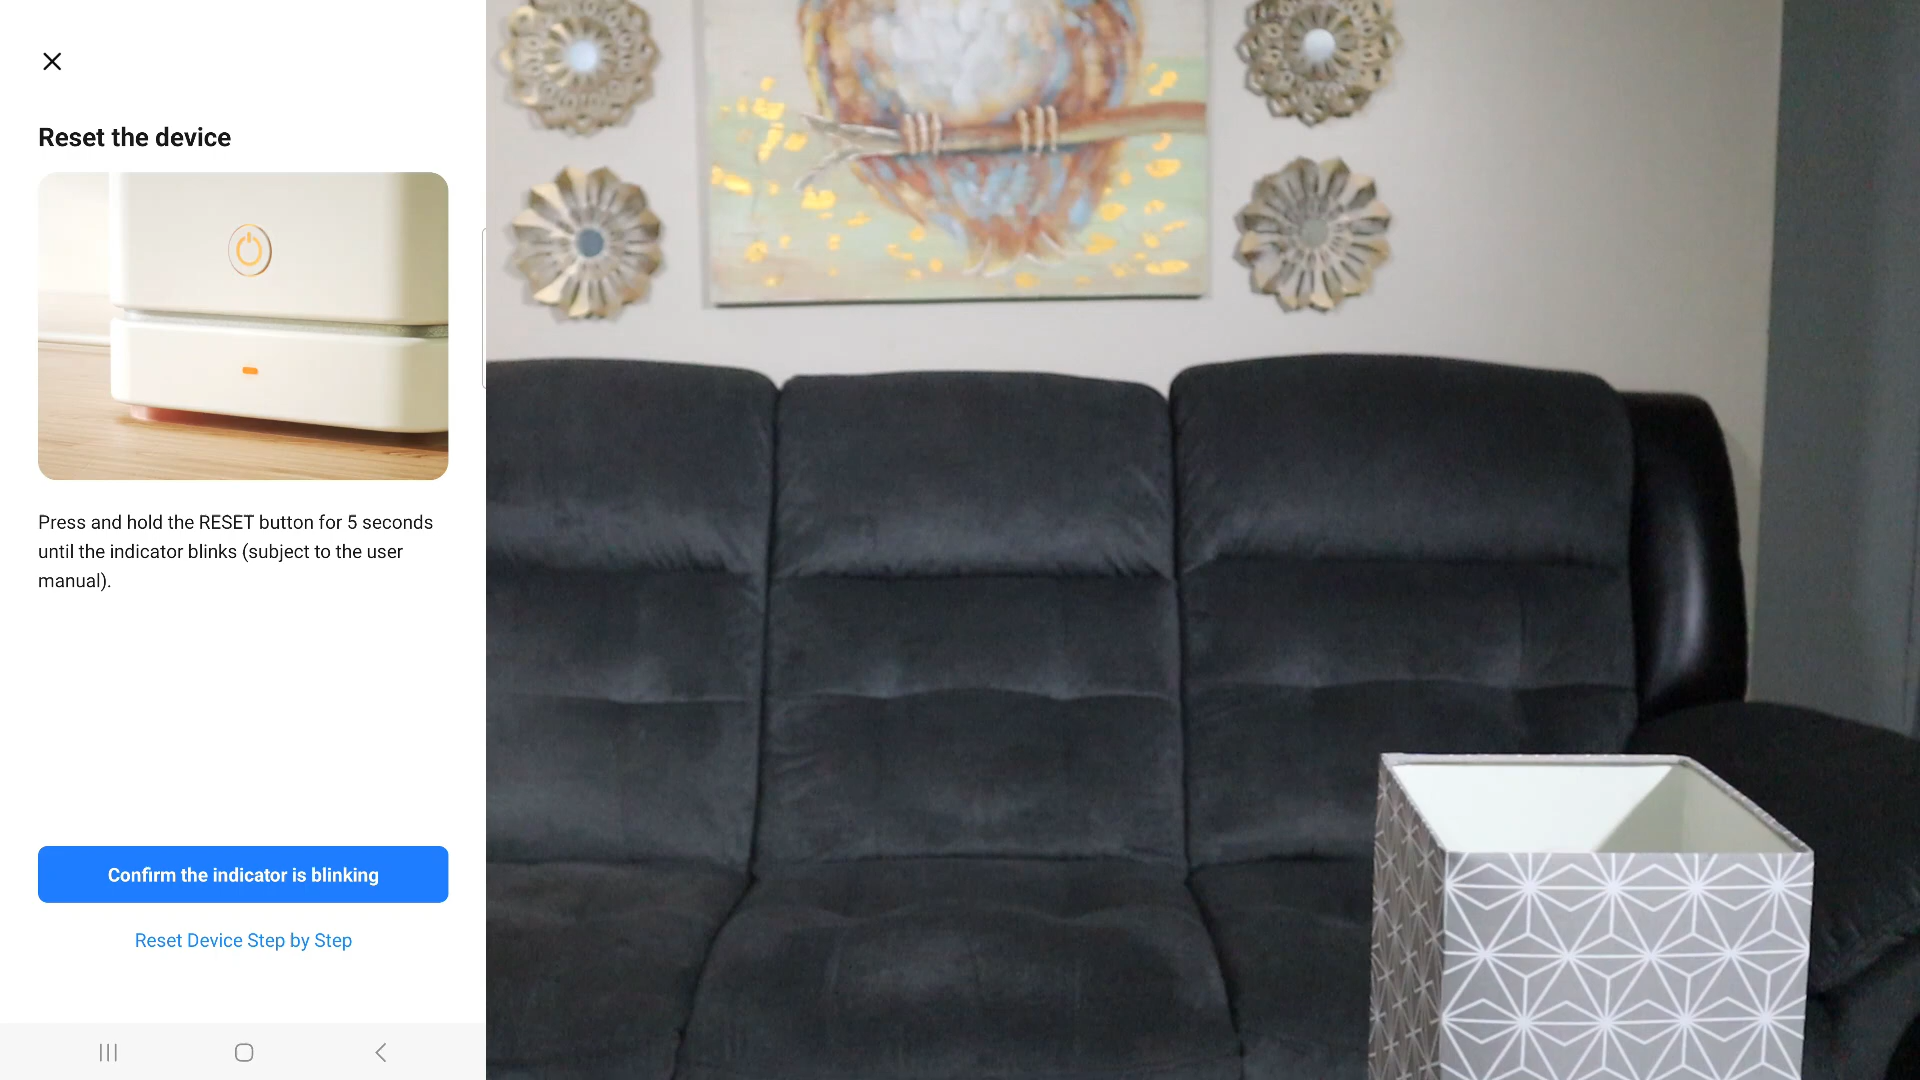 Reset the device
Press and hold the RESET button for 5 seconds
until the indicator blinks (subject to the user
manual).
Confirm the indicator is blinking
Reset Device Step by Step